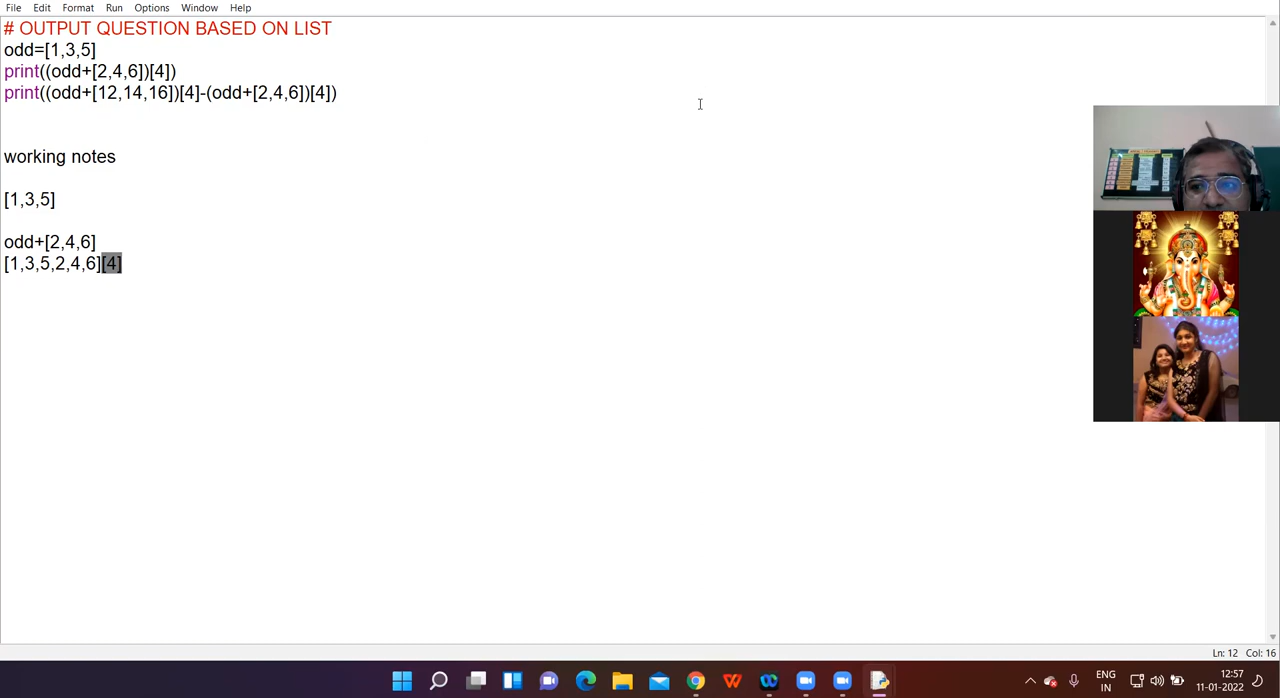 File Edit Format Run Options Window Help
# OUTPUT QUESTION BASED ON LIST
odd=[1,3,5]
print((odd+[2,4,6])[4])
print((odd+[12,14,16])[4]-(odd+[2,4,6])[4])
working notes
[1,3,5]
odd+[2,4,6]
[1,3,5,2,4,6][4]
Ln: 12 Col: 16
ENG
IN
12:57
11-01-2022